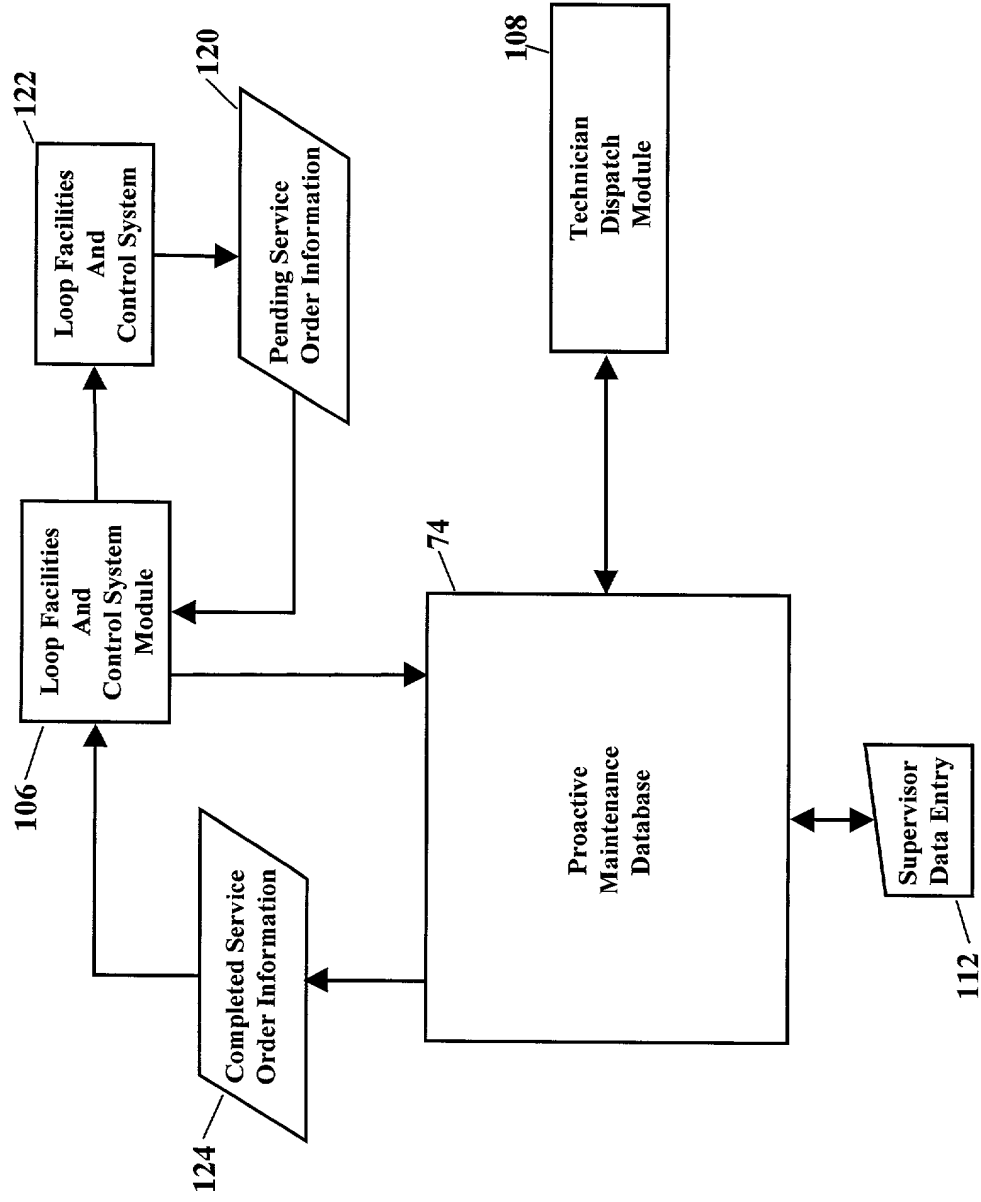 106
Loop Facilities
And
Control System
Module
122
Loop Facilities
And
Control System
124
Completed Service
Order Information
120
Pending Service
Order Information
74
Proactive
Maintenance
Database
108
Technician
Dispatch
Module
112
Supervisor
Data Entry